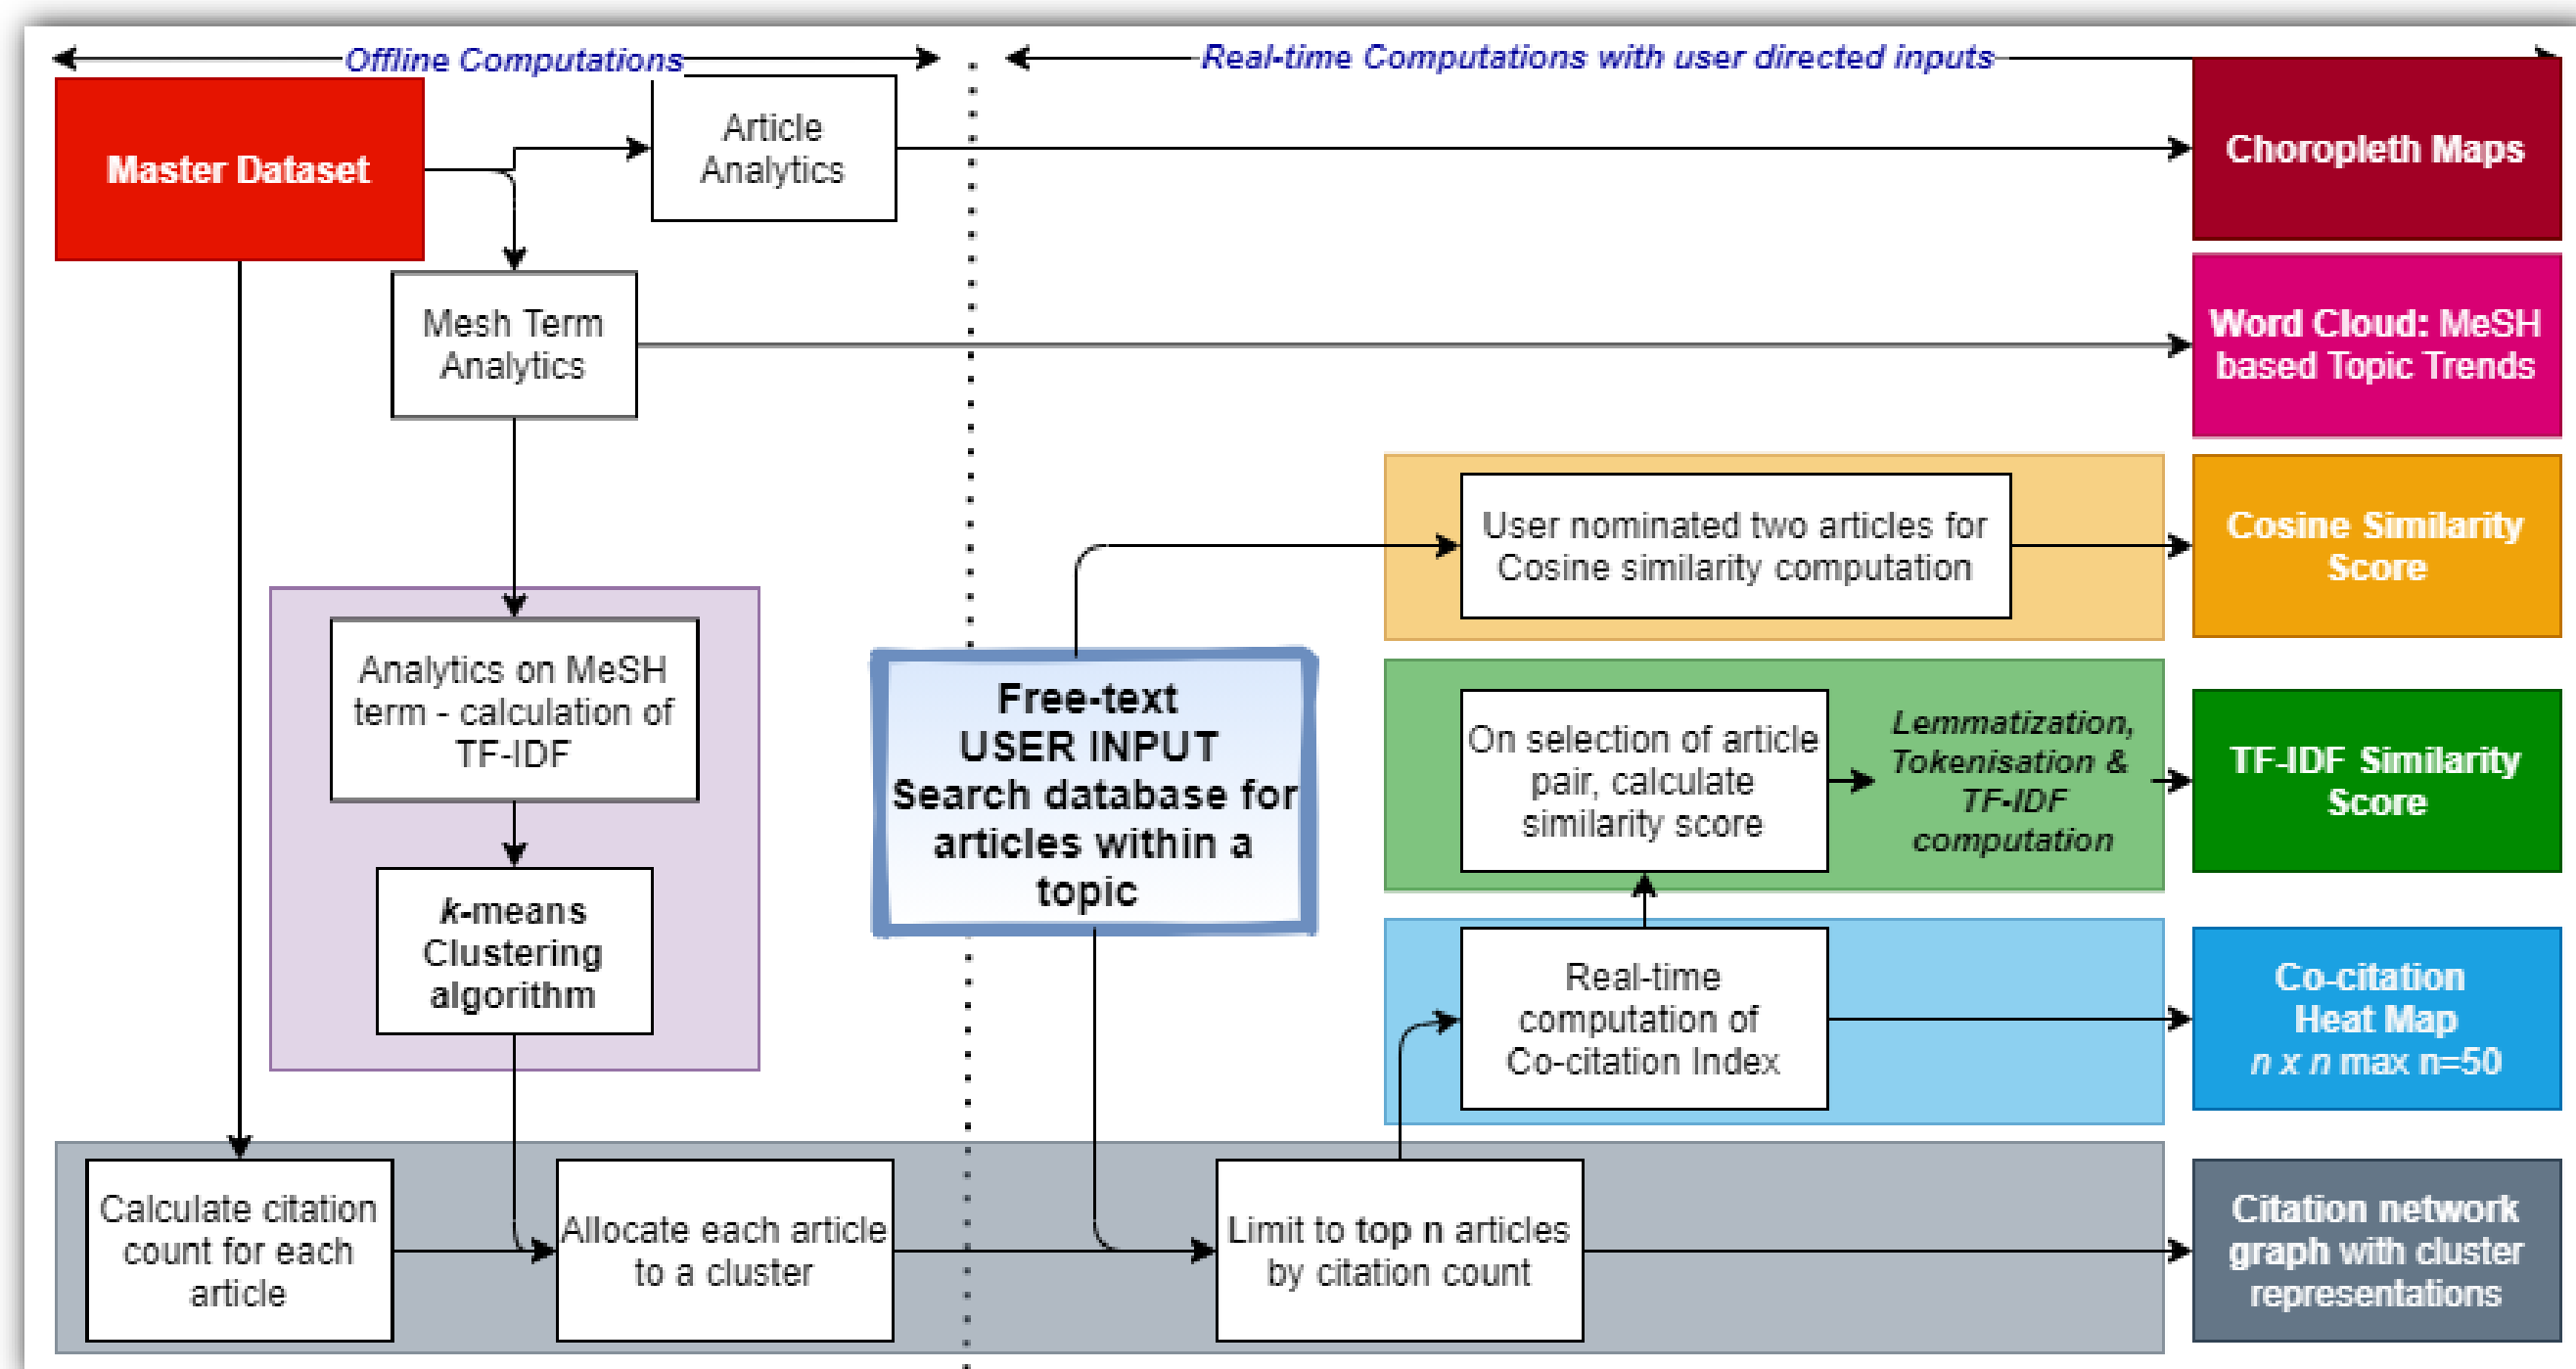 Offline Computations
Real-time Computations with user directed inputs
Master Dataset
Article
Analytics
Choropleth Maps
Mesh Term
Analytics
Word Cloud: MeSH
based Topic Trends
User nominated two articles for
Cosine similarity computation
Cosine Similarity
Score
Analytics on MeSH
term - calculation of
TF-IDF
Free-text
USER INPUT
Search database for
articles within a
topic
On selection of article
pair, calculate
similarity score
Lemmatization,
Tokenisation &
TF-IDF
computation
TF-IDF Similarity
Score
k-means
Clustering
algorithm
Real-time
computation of
Co-citation Index
Co-citation
Heat Map
n x n max n=50
Calculate citation
count for each
article
Allocate each article
to a cluster
Limit to top n articles
by citation count
Citation network
graph with cluster
representations